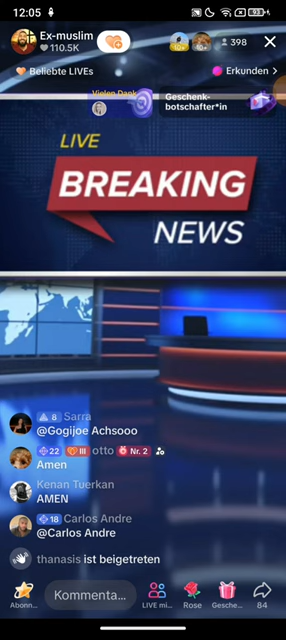 12:05
93
Ex-muslim
110.5K
398
Beliebte LIVEs
Erkunden
Vielen Dank
Geschenk-
botschafter*in
LIVE
BREAKING
NEWS
8 Sarra
@Gogijoe Achsooo
22 III otto Nr. 2
Amen
Kenan Tuerkan
AMEN
18 Carlos Andre
@Carlos Andre
thanasis ist beigetreten
Abonn...
Kommenta...
LIVE mi...
Rose
Gesche...
84